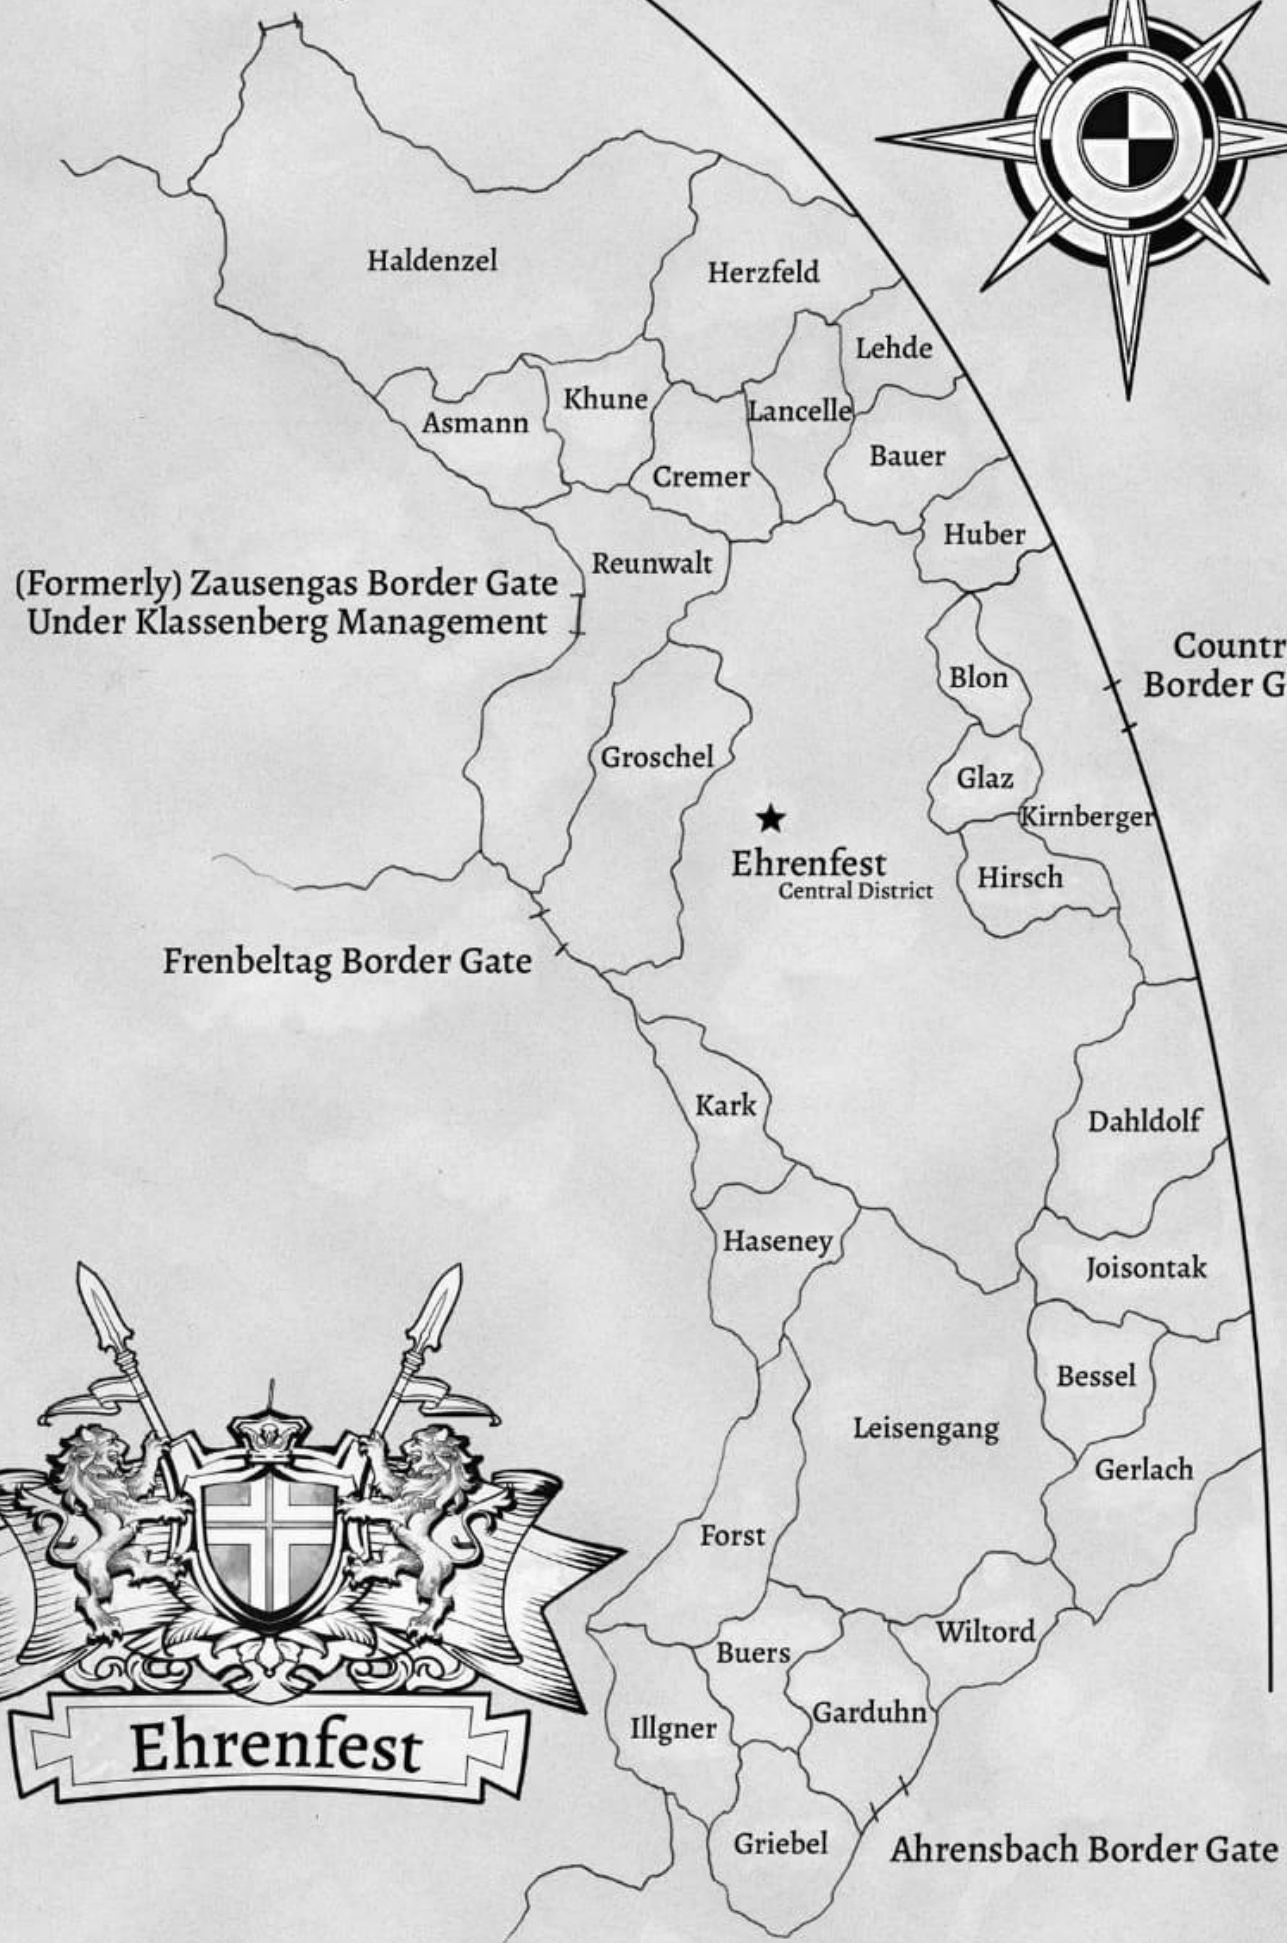 Haldenzel
Herzfeld
Lehde
Khune
Lancelle
Asmann
Bauer
Cremer
Huber
Reunwalt
(Formerly) Zausengas Border Gate
Under Klassenberg Management
Countr
Border G
Blon
Groschel
Glaz
Kirnberger
Ehrenfest
Central District
Hirsch
Frenbeltag Border Gate
Kark
Dahldolf
Haseney
Joisontak
Bessel
Leisengang
Gerlach
Forst
Wiltord
Buers
Garduhn
Illgner
Ehrenfest
Griebel
Ahrensbach Border Gate